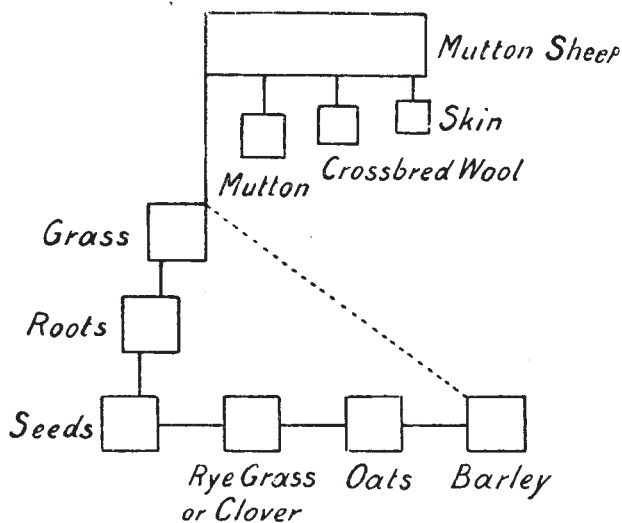 Mutton Sheep
Skin
Crossbred Wool
Mutton
Grass
Roots
Seeds
Rye Grass
or Clover
Oats
Barley